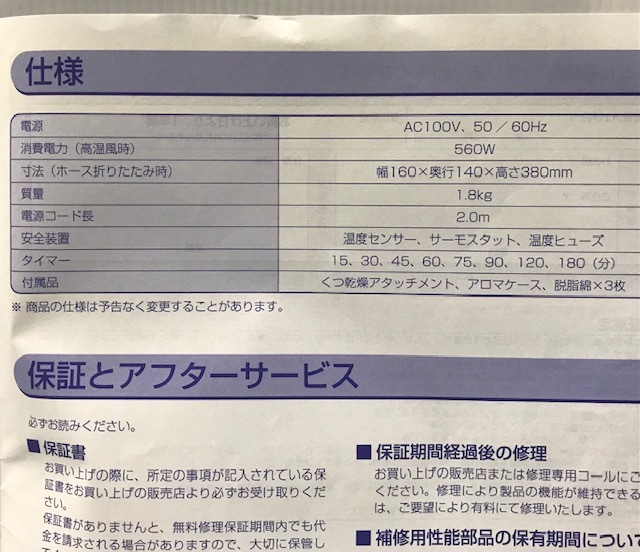 仕様
電源 AC100V、50／60Hz
消費電力（高温風時） 560W
寸法（ホース折りたたみ時） 幅160×奥行140×高さ380mm
質量 1.8kg
電源コード長 2.0m
安全装置 温度センサー、サーモスタット、温度ヒューズ
タイマー 15、30、45、60、75、90、120、180（分）
付属品 くつ乾燥アタッチメント、アロマケース、脱脂綿×3枚
※ 商品の仕様は予告なく変更することがあります。
保証とアフターサービス
必ずお読みください。
■保証書
お買い上げの際に、所定の事項が記入されている保
証書をお買い上げの販売店より必ずお受け取りくだ
さい。
保証書がありませんと、無料修理保証期間内でも代
金を請求される場合がありますので、大切に保管し
■保証期間経過後の修理
お買い上げの販売店または修理専用コールにご
ください。修理により製品の機能が維持できる
は、ご要望により有料にて修理いたします。
■補修用性能部品の保有期間につい